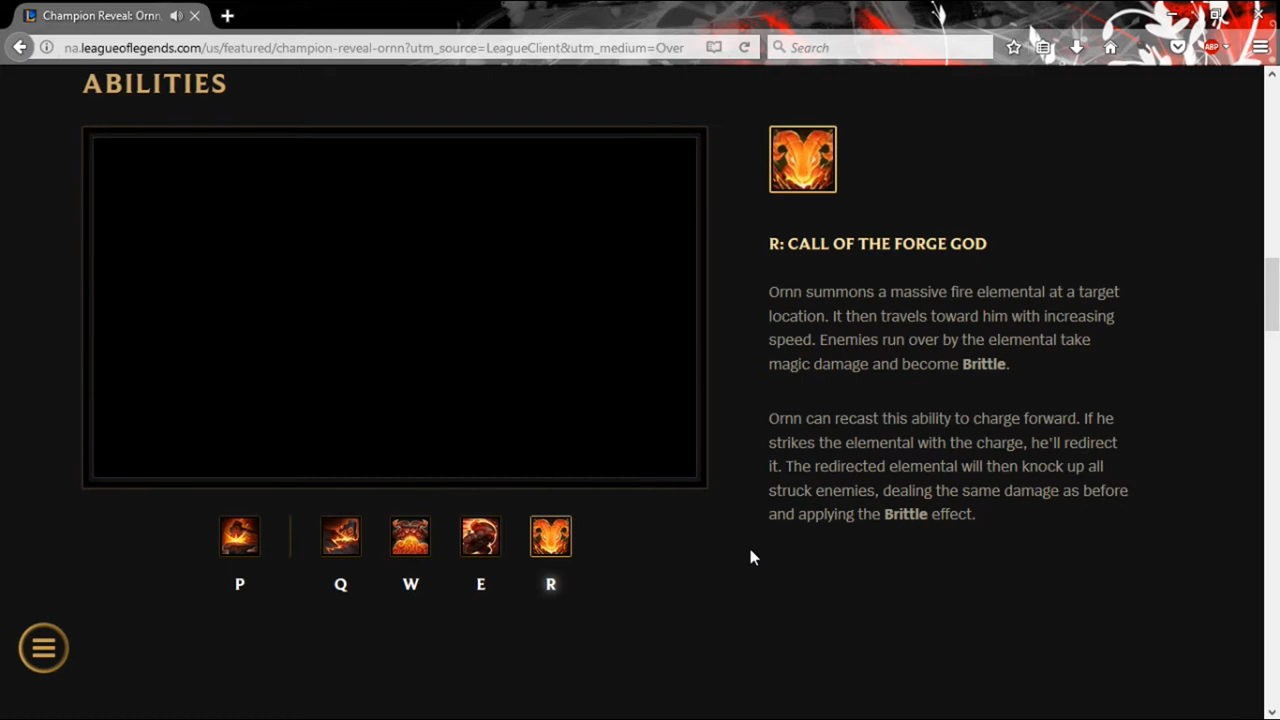 Champion Reveal: Ornn,
na.leagueoflegends.com/us/featured/champion-reveal-ornn?utm_source=LeagueClient&utm_medium=Over
Search
ABP
ABILITIES
R: CALL OF THE FORGE GOD
Ornn summons a massive fire elemental at a target
location. It then travels toward him with increasing
speed. Enemies run over by the elemental take
magic damage and become Brittle.
Ornn can recast this ability to charge forward. If he
strikes the elemental with the charge, he'll redirect
it. The redirected elemental will then knock up all
struck enemies, dealing the same damage as before
and applying the Brittle effect.
P
Q
W
E
R